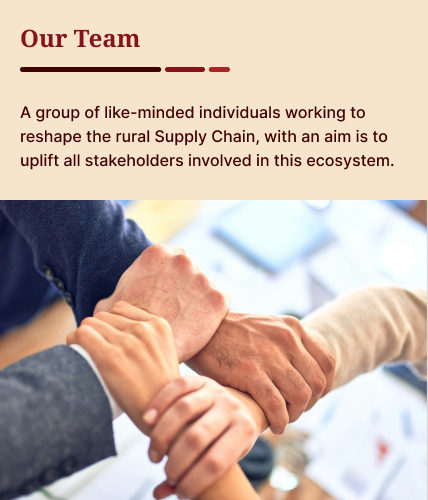 Our Team
A group of like-minded individuals working to
reshape the rural Supply Chain, with an aim is to
uplift all stakeholders involved in this ecosystem.